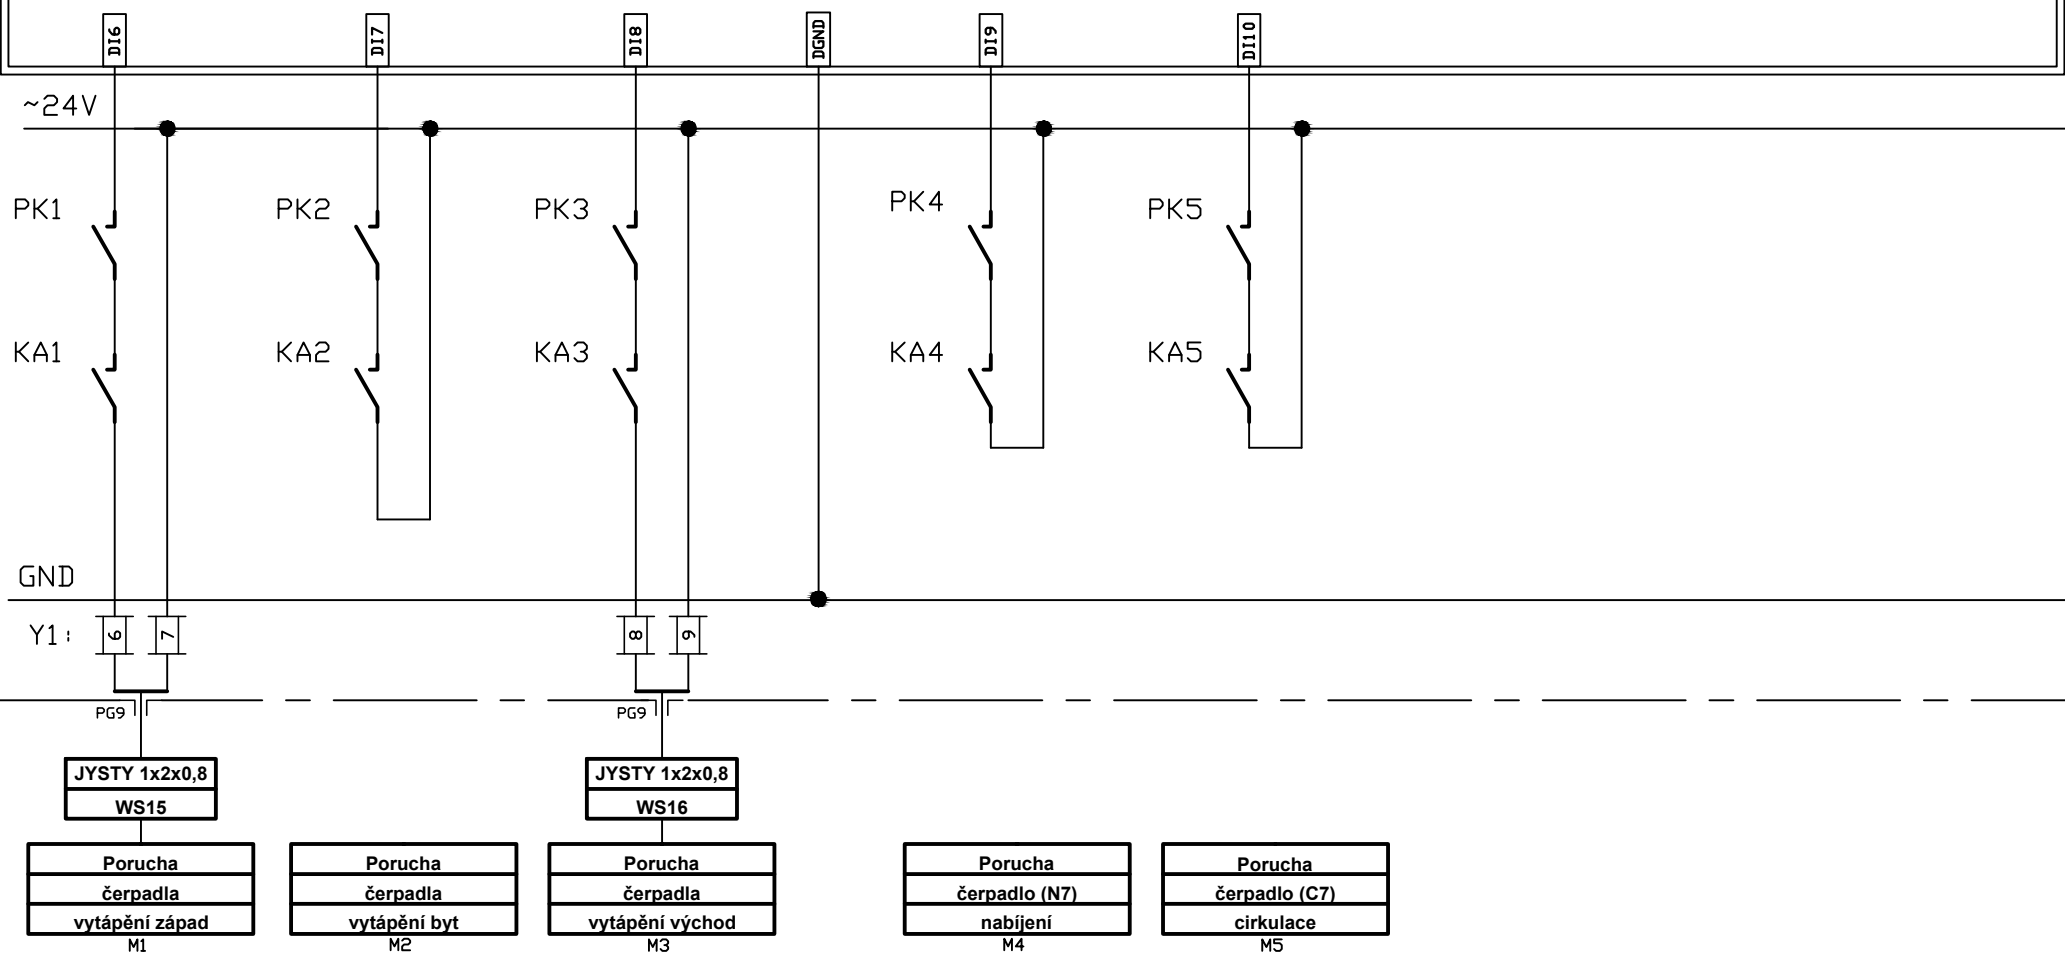 DI6 DI7 DI8 DGND DI9 DI10
~24V
PK1 PK2 PK3 PK4 PK5
KA1 KA2 KA3 KA4 KA5
GND
Y1: 6 7 8 9
PG9 PG9
JYSTY 1x2x0,8 JYSTY 1x2x0,8
WS15 WS16
Porucha Porucha Porucha Porucha Porucha
čerpadla čerpadla čerpadla čerpadlo (N7) čerpadlo (C7)
vytápění západ vytápění byt vytápění východ nabíjení cirkulace
M1 M2 M3 M4 M5